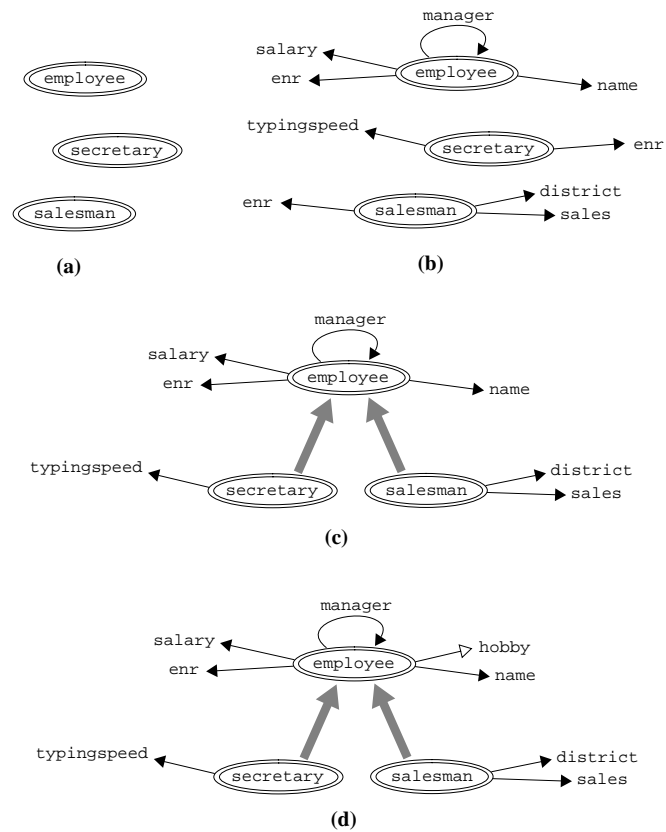 employee
secretary
salesman
(a)
manager
salary
employee
enr
name
typingspeed
secretary
enr
enr
salesman
district
sales
(b)
manager
salary
employee
enr
name
typingspeed
secretary
salesman
district
sales
(c)
manager
salary
employee
hobby
enr
name
typingspeed
secretary
salesman
district
sales
(d)